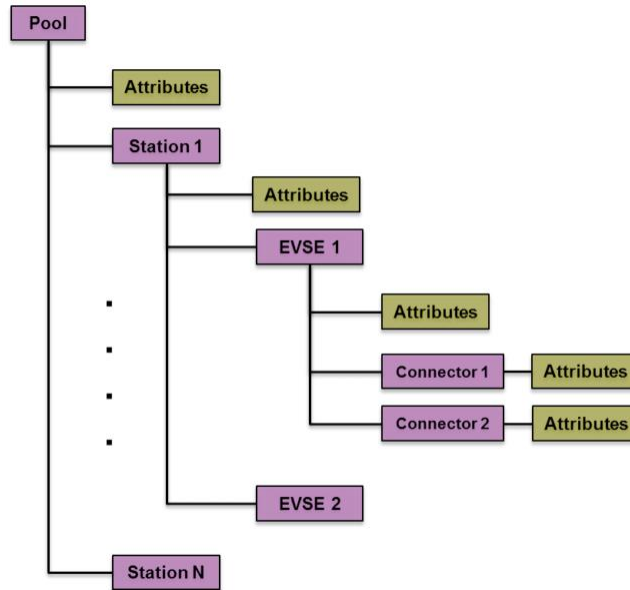 Pool
Attributes
Station 1
Attributes
EVSE 1
Attributes
Connector 1
Attributes
Connector 2
Attributes
EVSE 2
Station N